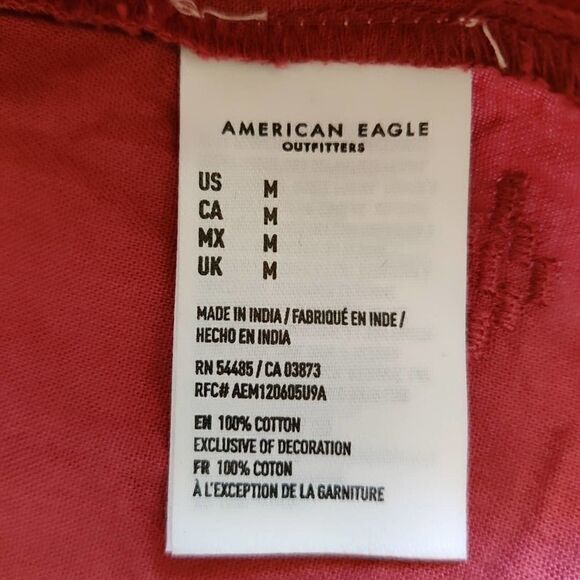 AMERICAN EAGLE
OUTFITTERS
US M
CA M
MX M
UK M
MADE IN INDIA / FABRIQUÉ EN INDE /
HECHO EN INDIA
RN 54485 / CA 03873
RFC# AEM120605U9A
EN 100% COTTON
EXCLUSIVE OF DECORATION
FR 100% COTON
À L'EXCEPTION DE LA GARNITURE